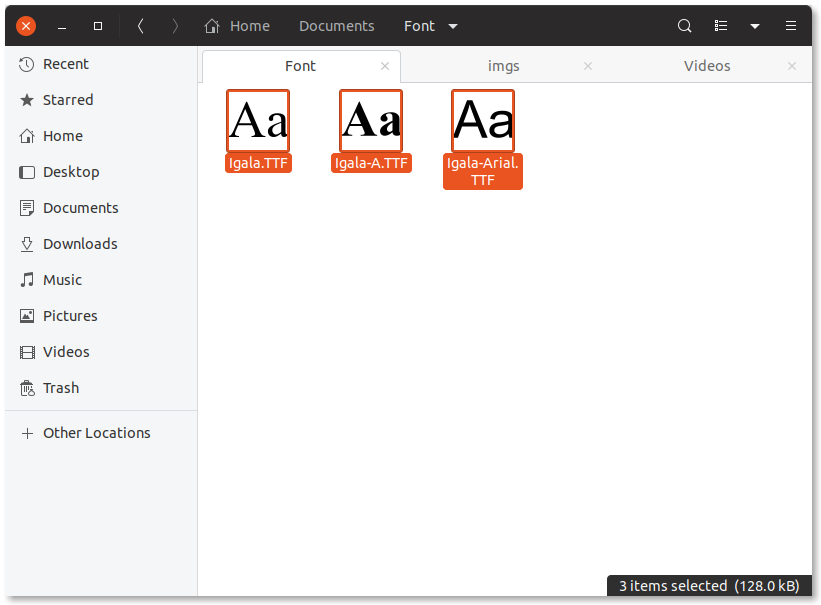 Home Documents Font
Recent
Starred
Home
Desktop
Documents
Downloads
Music
Pictures
Videos
Trash
Other Locations
Font imgs Videos
Aa Aa Aa
Igala.TTF Igala-A.TTF Igala-Arial.
TTF
3 items selected (128.0 kB)